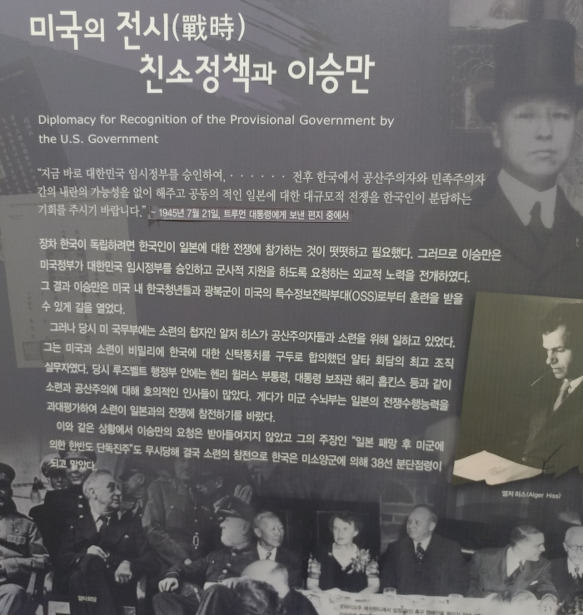 미국의 전시(戰時)
친소정책과 이승만
Diplomacy for Recognition of the Provisional Government by
the U.S. Government
"지금 바로 대한민국 임시정부를 승인하여, · · · · · · 전후 한국에서 공산주의자와 민족주의자
간의 내란의 가능성을 없이 해주고 공동의 적인 일본에 대한 대규모적 전쟁을 한국인이 분담하는
기회를 주시기 바랍니다." - 1945년 7월 21일, 트루먼 대통령에게 보낸 편지 중에서
장차 한국이 독립하려면 한국인이 일본에 대한 전쟁에 참가하는 것이 떳떳하고 필요했다. 그러므로 이승만은
미국정부가 대한민국 임시정부를 승인하고 군사적 지원을 하도록 요청하는 외교적 노력을 전개하였다.
그 결과 이승만은 미국 내 한국청년들과 광복군이 미국의 특수정보전략부대(OSS)로부터 훈련을 받을
수 있게 길을 열었다.
그러나 당시 미 국무부에는 소련의 첩자인 알저 히스가 공산주의자들과 소련을 위해 일하고 있었다.
그는 미국과 소련이 비밀리에 한국에 대한 신탁통치를 구두로 합의했던 얄타 회담의 최고 조직
실무자였다. 당시 루즈벨트 행정부 안에는 헨리 월러스 부통령, 대통령 보좌관 해리 홉킨스 등과 같이
소련과 공산주의에 대해 호의적인 인사들이 많았다. 게다가 미군 수뇌부는 일본의 전쟁수행능력을
과대평가하여 소련이 일본과의 전쟁에 참전하기를 바랐다.
이와 같은 상황에서 이승만의 요청은 받아들여지지 않았고 그의 주장인 "일본 패망 후 미군에
의한 한반도 단독진주"도 무시당해 결국 소련의 참전으로 한국은 미소양군에 의해 38선 분단점령이
되고 말았다.
앨저 히스(Alger Hiss)
얄타회담